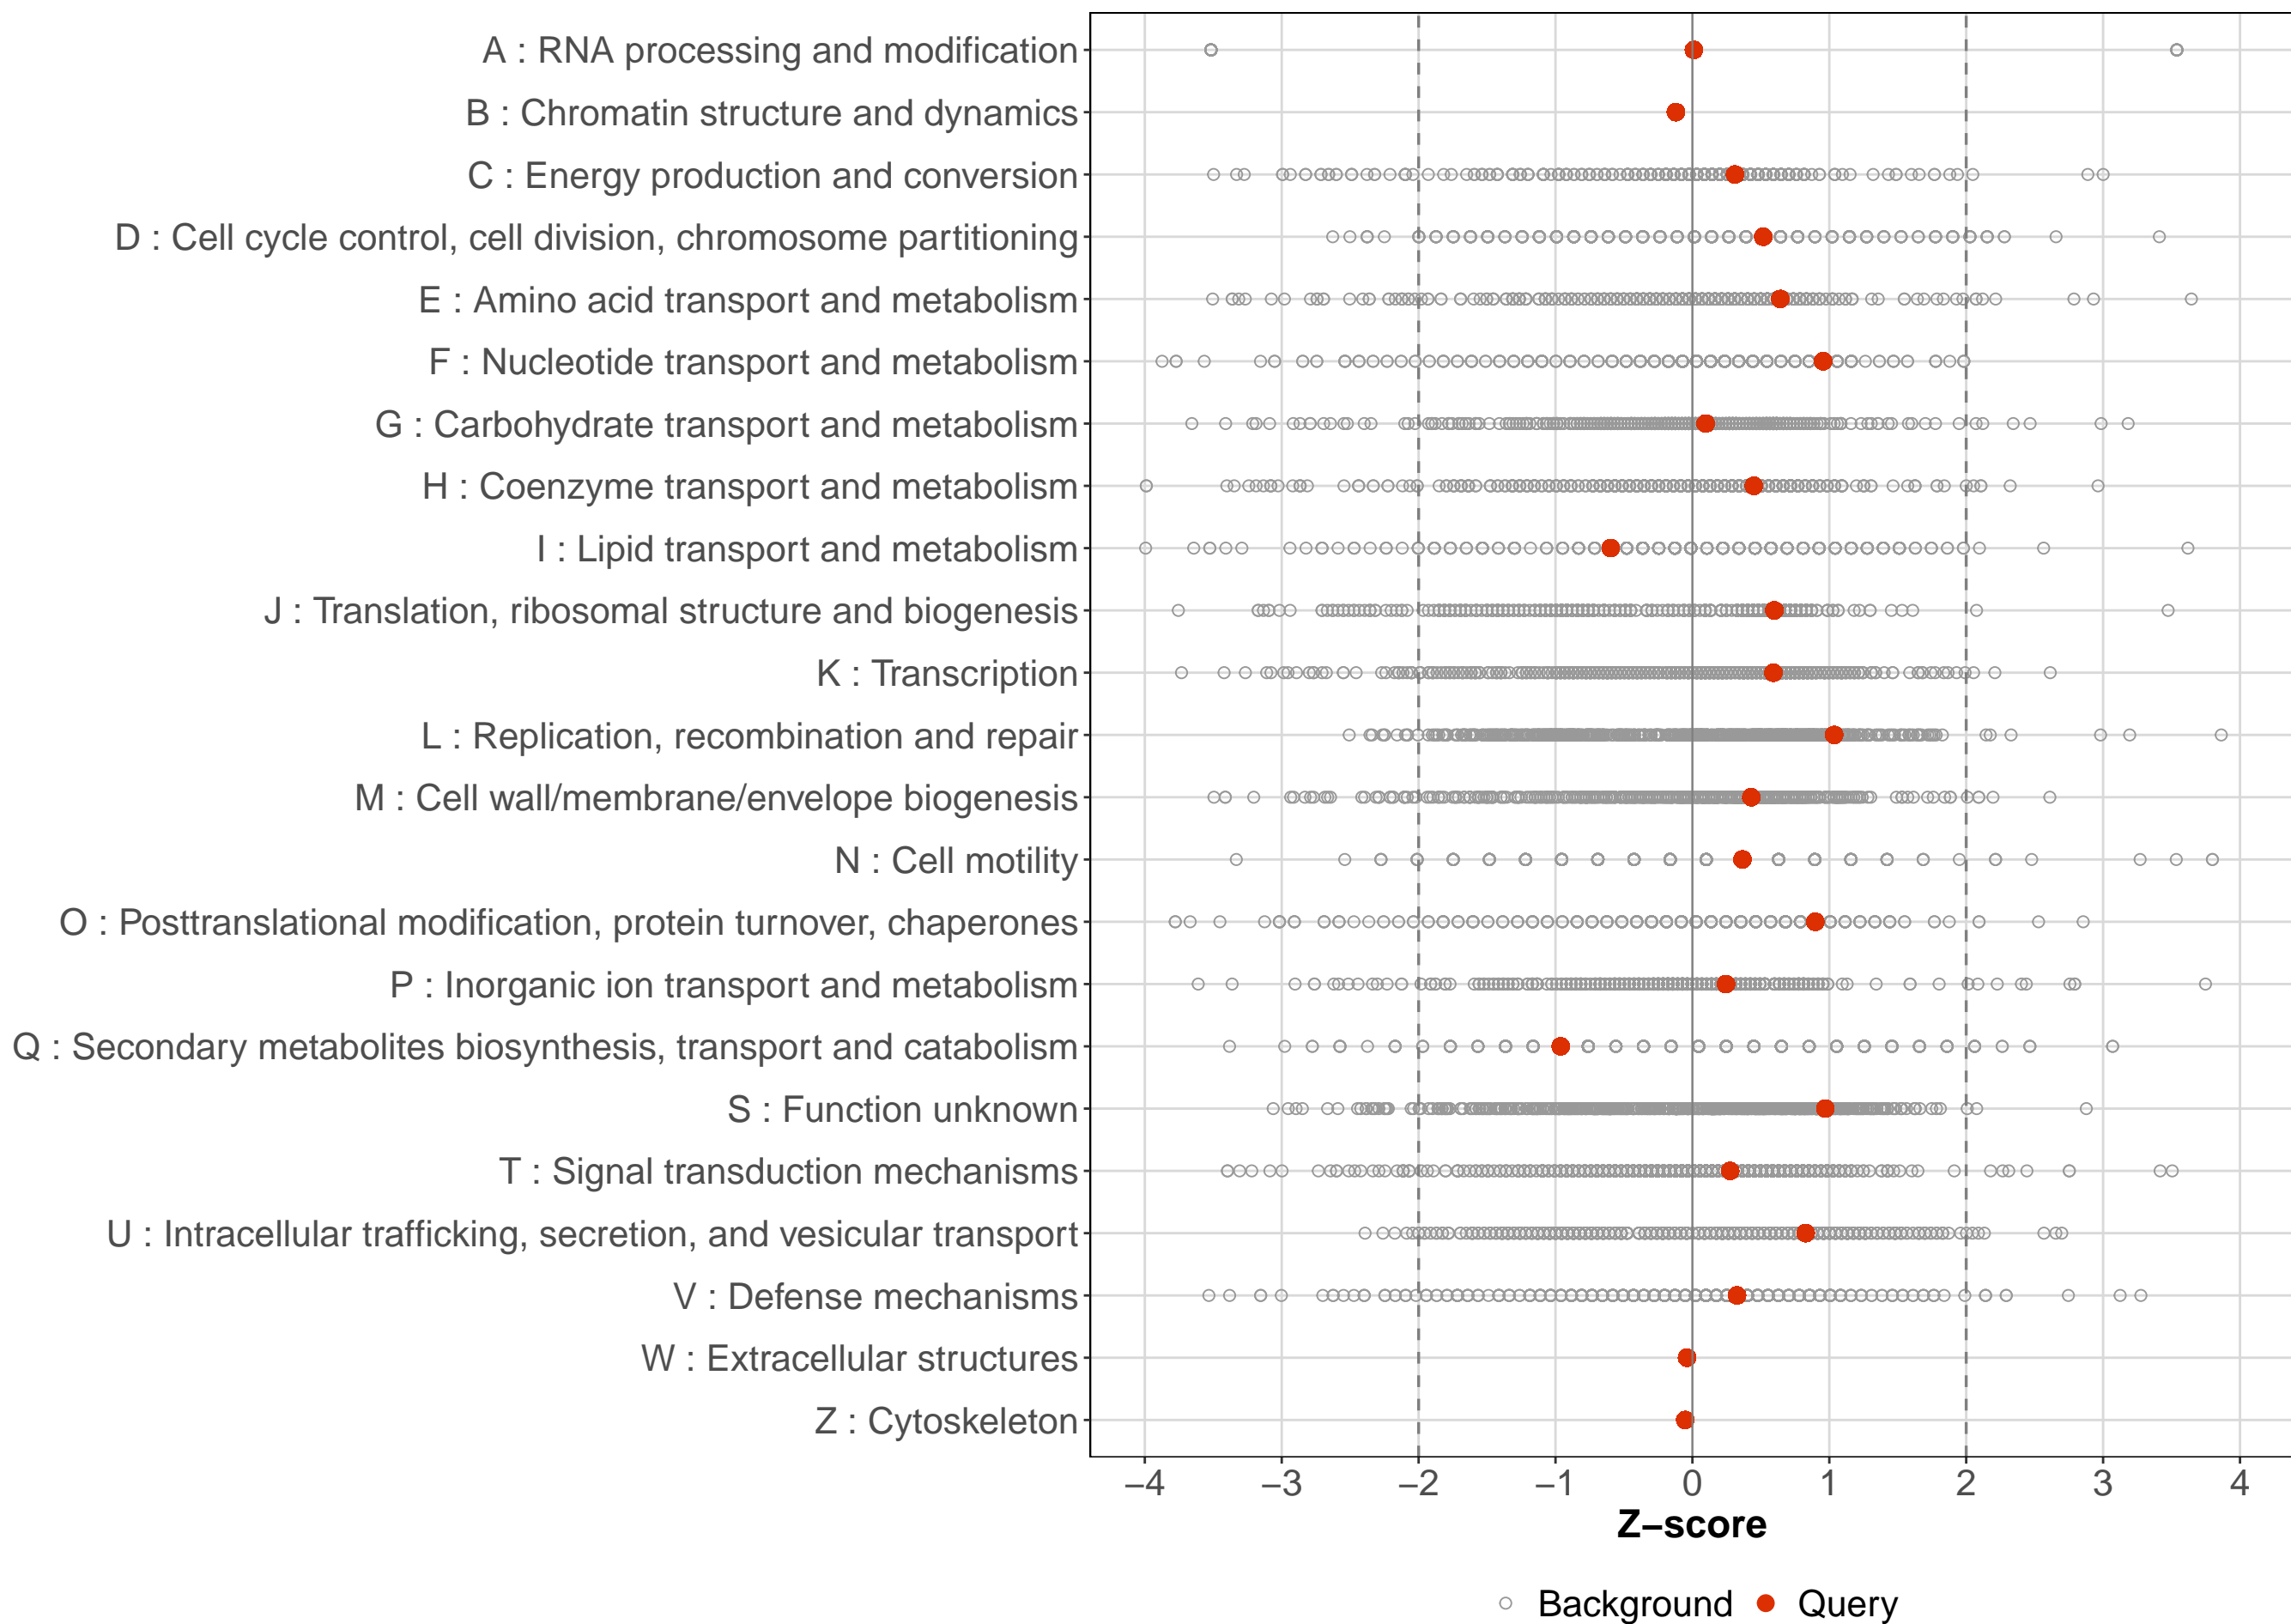 A : RNA processing and modification
B : Chromatin structure and dynamics
C : Energy production and conversion
D : Cell cycle control, cell division, chromosome partitioning
E : Amino acid transport and metabolism
F : Nucleotide transport and metabolism
G : Carbohydrate transport and metabolism
H : Coenzyme transport and metabolism
I : Lipid transport and metabolism
J : Translation, ribosomal structure and biogenesis
K : Transcription
L : Replication, recombination and repair
M : Cell wall/membrane/envelope biogenesis
N : Cell motility
O : Posttranslational modification, protein turnover, chaperones
P : Inorganic ion transport and metabolism
Q : Secondary metabolites biosynthesis, transport and catabolism
S : Function unknown
T : Signal transduction mechanisms
U : Intracellular trafficking, secretion, and vesicular transport
V : Defense mechanisms
W : Extracellular structures
Z : Cytoskeleton
−4 −3 −2 −1 0 1 2 3 4
Z−score
Background Query